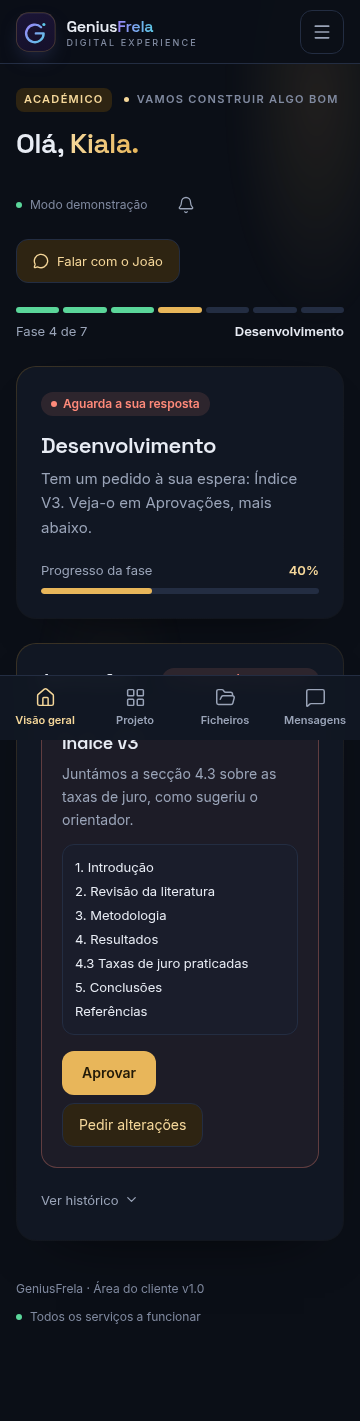 GeniusFrela
DIGITAL EXPERIENCE
ACADÉMICO
VAMOS CONSTRUIR ALGO BOM
Olá, Kiala.
Modo demonstração
Falar com o João
Fase 4 de 7
Desenvolvimento
Aguarda a sua resposta
Desenvolvimento
Tem um pedido à sua espera: Índice
V3. Veja-o em Aprovações, mais
abaixo.
Progresso da fase
40%
Visão geral
Projeto
Ficheiros
Mensagens
Índice V3
Juntámos a secção 4.3 sobre as
taxas de juro, como sugeriu o
orientador.
1. Introdução
2. Revisão da literatura
3. Metodologia
4. Resultados
4.3 Taxas de juro praticadas
5. Conclusões
Referências
Aprovar
Pedir alterações
Ver histórico
GeniusFrela · Área do cliente v1.0
Todos os serviços a funcionar